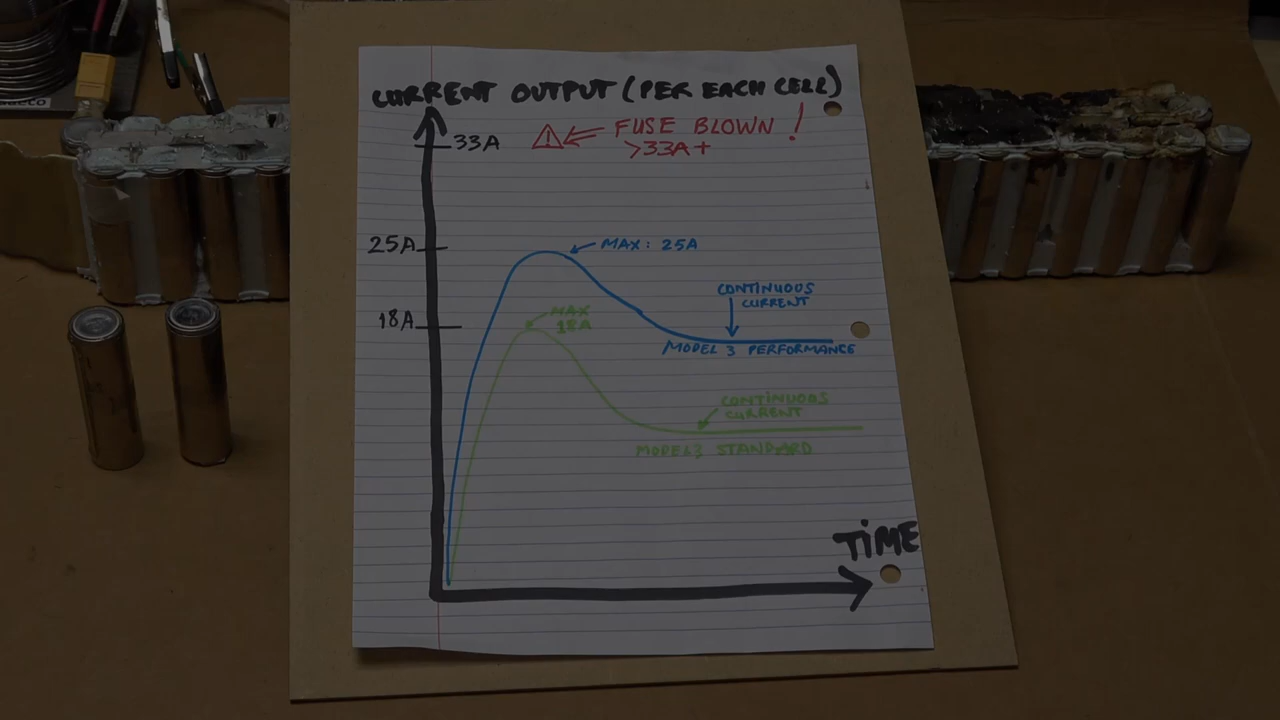 CURRENT OUTPUT (PER EACH CELL)
33A
FUSE BLOWN !
>33A+
25A
MAX: 25A
CONTINUOUS
CURRENT
18A
MAX
18A
MODEL 3 PERFORMANCE
CONTINUOUS
CURRENT
MODEL 3 STANDARD
TIME